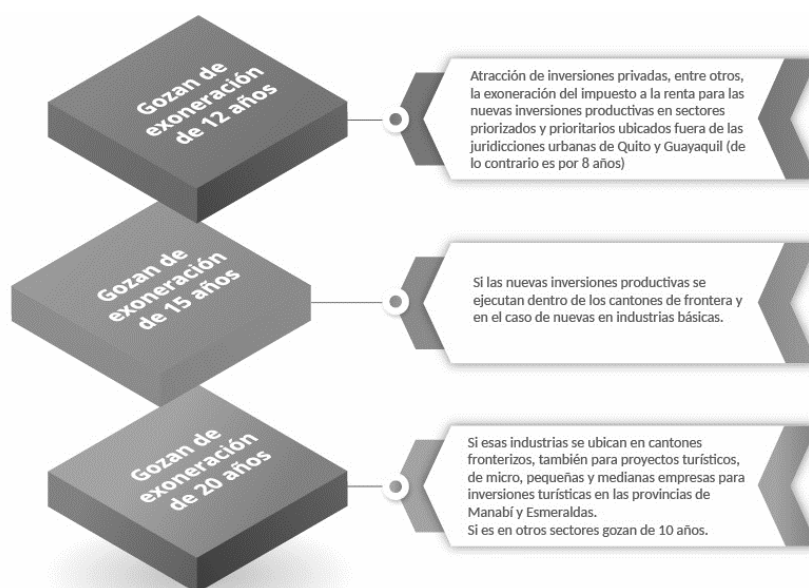 Gozan de
exoneración
de 12 años
Atracción de inversiones privadas, entre otros,
la exoneración del impuesto a la renta para las
nuevas inversiones productivas en sectores
priorizados y prioritarios ubicados fuera de las
juridicciones urbanas de Quito y Guayaquil (de
lo contrario es por 8 años)
Gozan de
exoneración
de 15 años
Si las nuevas inversiones productivas se
ejecutan dentro de los cantones de frontera y
en el caso de nuevas en industrias básicas.
Gozan de
exoneración
de 20 años
Si esas industrias se ubican en cantones
fronterizos, también para proyectos turísticos,
de micro, pequeñas y medianas empresas para
inversiones turísticas en las provincias de
Manabí y Esmeraldas.
Si es en otros sectores gozan de 10 años.